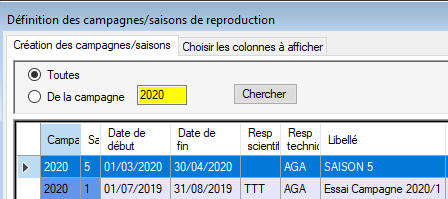 Définition des campagnes/saisons de reproduction
Création des campagnes/saisons Choisir les colonnes à afficher
Toutes
De la campagne 2020 Chercher
Campa Sa Date de début Date de fin Resp scientif Resp technic Libellé
2020 5 01/03/2020 30/04/2020 AGA SAISON 5
2020 1 01/07/2019 31/08/2019 TTT AGA Essai Campagne 2020/1